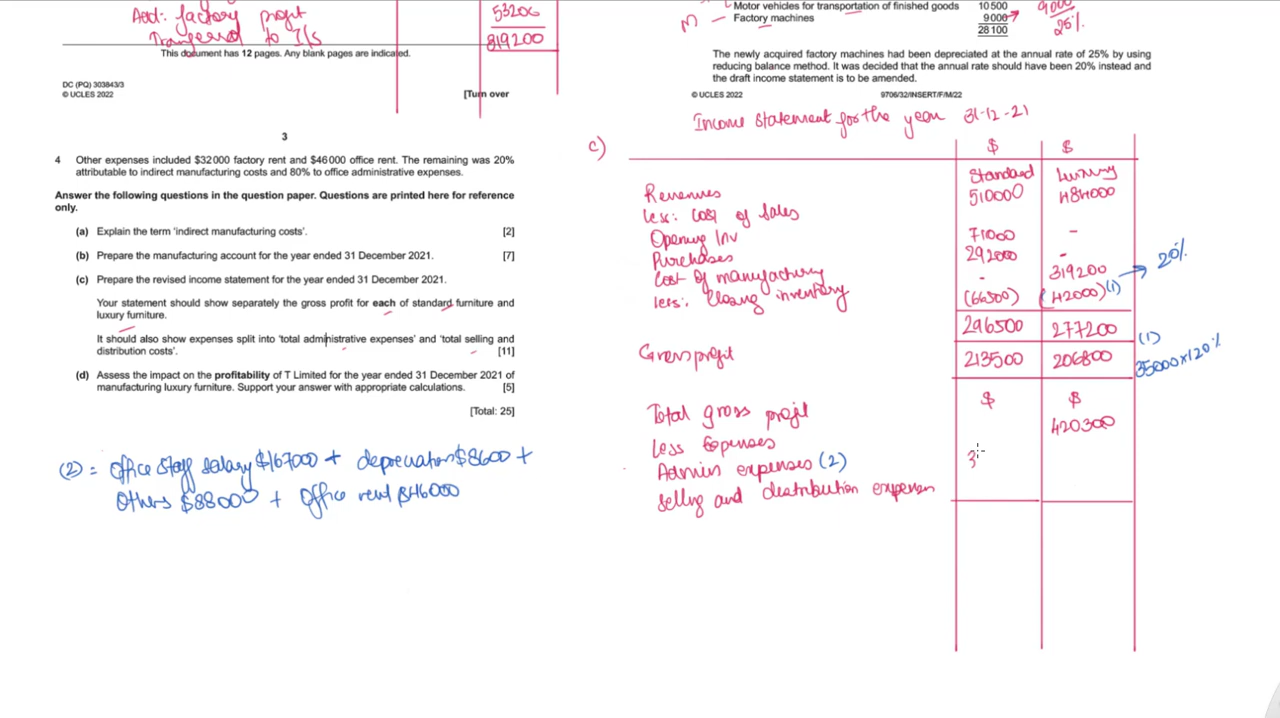 Add: factory profit 53206
Transferred to I/S 819200
This document has 12 pages. Any blank pages are indicated.
DC (PQ) 303843/3
© UCLES 2022
[Turn over
3
4 Other expenses included $32000 factory rent and $46000 office rent. The remaining was 20% attributable to indirect manufacturing costs and 80% to office administrative expenses.
Answer the following questions in the question paper. Questions are printed here for reference only.
(a) Explain the term 'indirect manufacturing costs'. [2]
(b) Prepare the manufacturing account for the year ended 31 December 2021. [7]
(c) Prepare the revised income statement for the year ended 31 December 2021.
Your statement should show separately the gross profit for each of standard furniture and luxury furniture.
It should also show expenses split into 'total administrative expenses' and 'total selling and distribution costs'. [11]
(d) Assess the impact on the profitability of T Limited for the year ended 31 December 2021 of manufacturing luxury furniture. Support your answer with appropriate calculations. [5]
[Total: 25]
(2) = Office staff salary $167000 + depreciation $8600 +
Others $88000 + Office rent $46000
Motor vehicles for transportation of finished goods 10 500
M – Factory machines 9 000
28 100
25%
The newly acquired factory machines had been depreciated at the annual rate of 25% by using
reducing balance method. It was decided that the annual rate should have been 20% instead and
the draft income statement is to be amended.
© UCLES 2022 9706/32/INSERT/F/M/22
Income statement for the year 31-12-21
c) $ $
Standard Luxury
Revenues 510000 484000
less: Cost of sales
Opening Inv 71000 -
Purchases 292000 -
Cost of manufactury - 319200 → 20%
less: Closing inventory (66500) (42000)(1)
296500 277200
(1)
35000x120%
Gross profit 213500 206800
$ $
Total gross profit 420300
Less Expenses
Admin expenses (2) 3
selling and distribution expenses